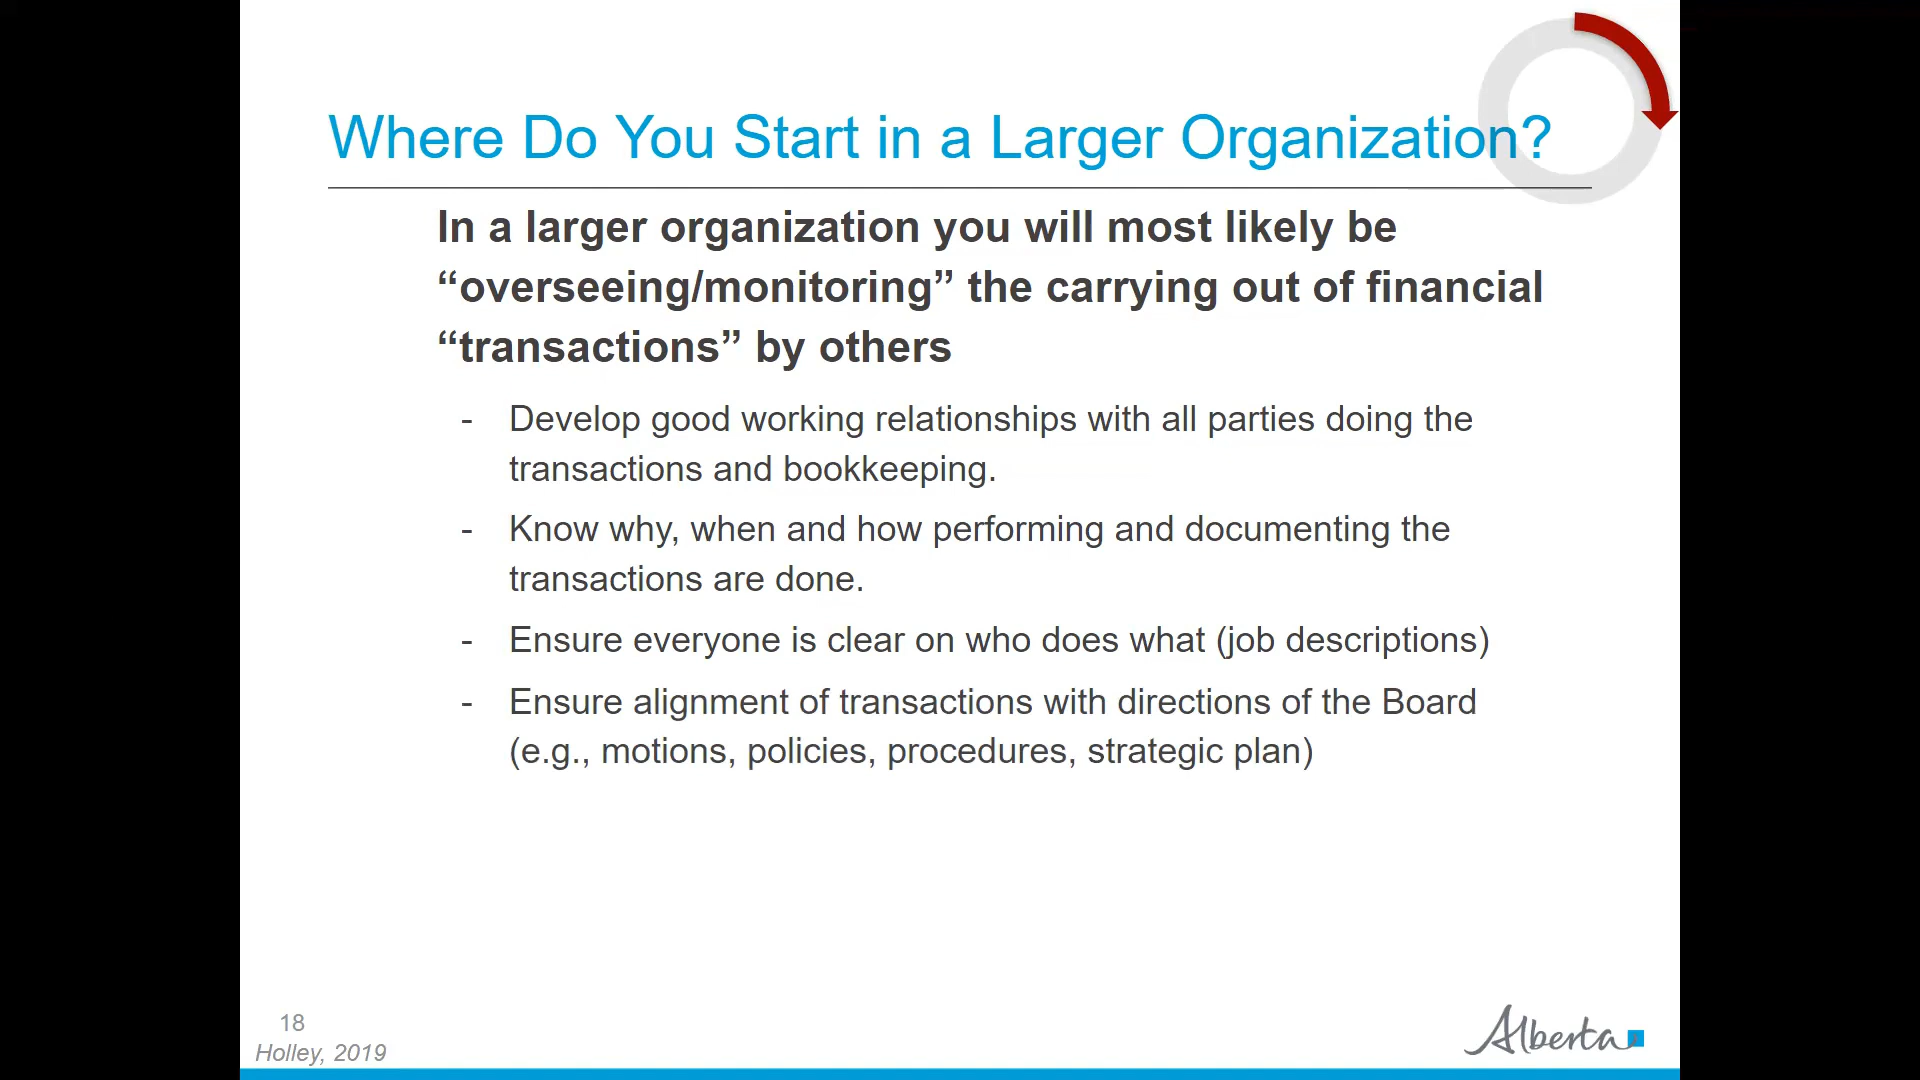 Where Do You Start in a Larger Organization?
In a larger organization you will most likely be
“overseeing/monitoring” the carrying out of financial
“transactions” by others
- Develop good working relationships with all parties doing the
transactions and bookkeeping.
- Know why, when and how performing and documenting the
transactions are done.
- Ensure everyone is clear on who does what (job descriptions)
- Ensure alignment of transactions with directions of the Board
(e.g., motions, policies, procedures, strategic plan)
18
Holley, 2019
Alberta